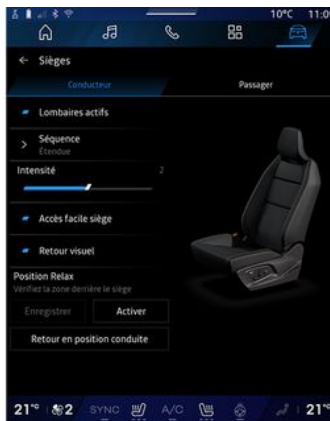 10°C 11:0
← Sièges
Conducteur Passager
Lombaires actifs
Séquence
Étendue
Intensité 2
Accès facile siège
Retour visuel
Position Relax
Vérifiez la zone derrière le siège
Enregistrer Activer
Retour en position conduite
21° 2 SYNC A/C 21°